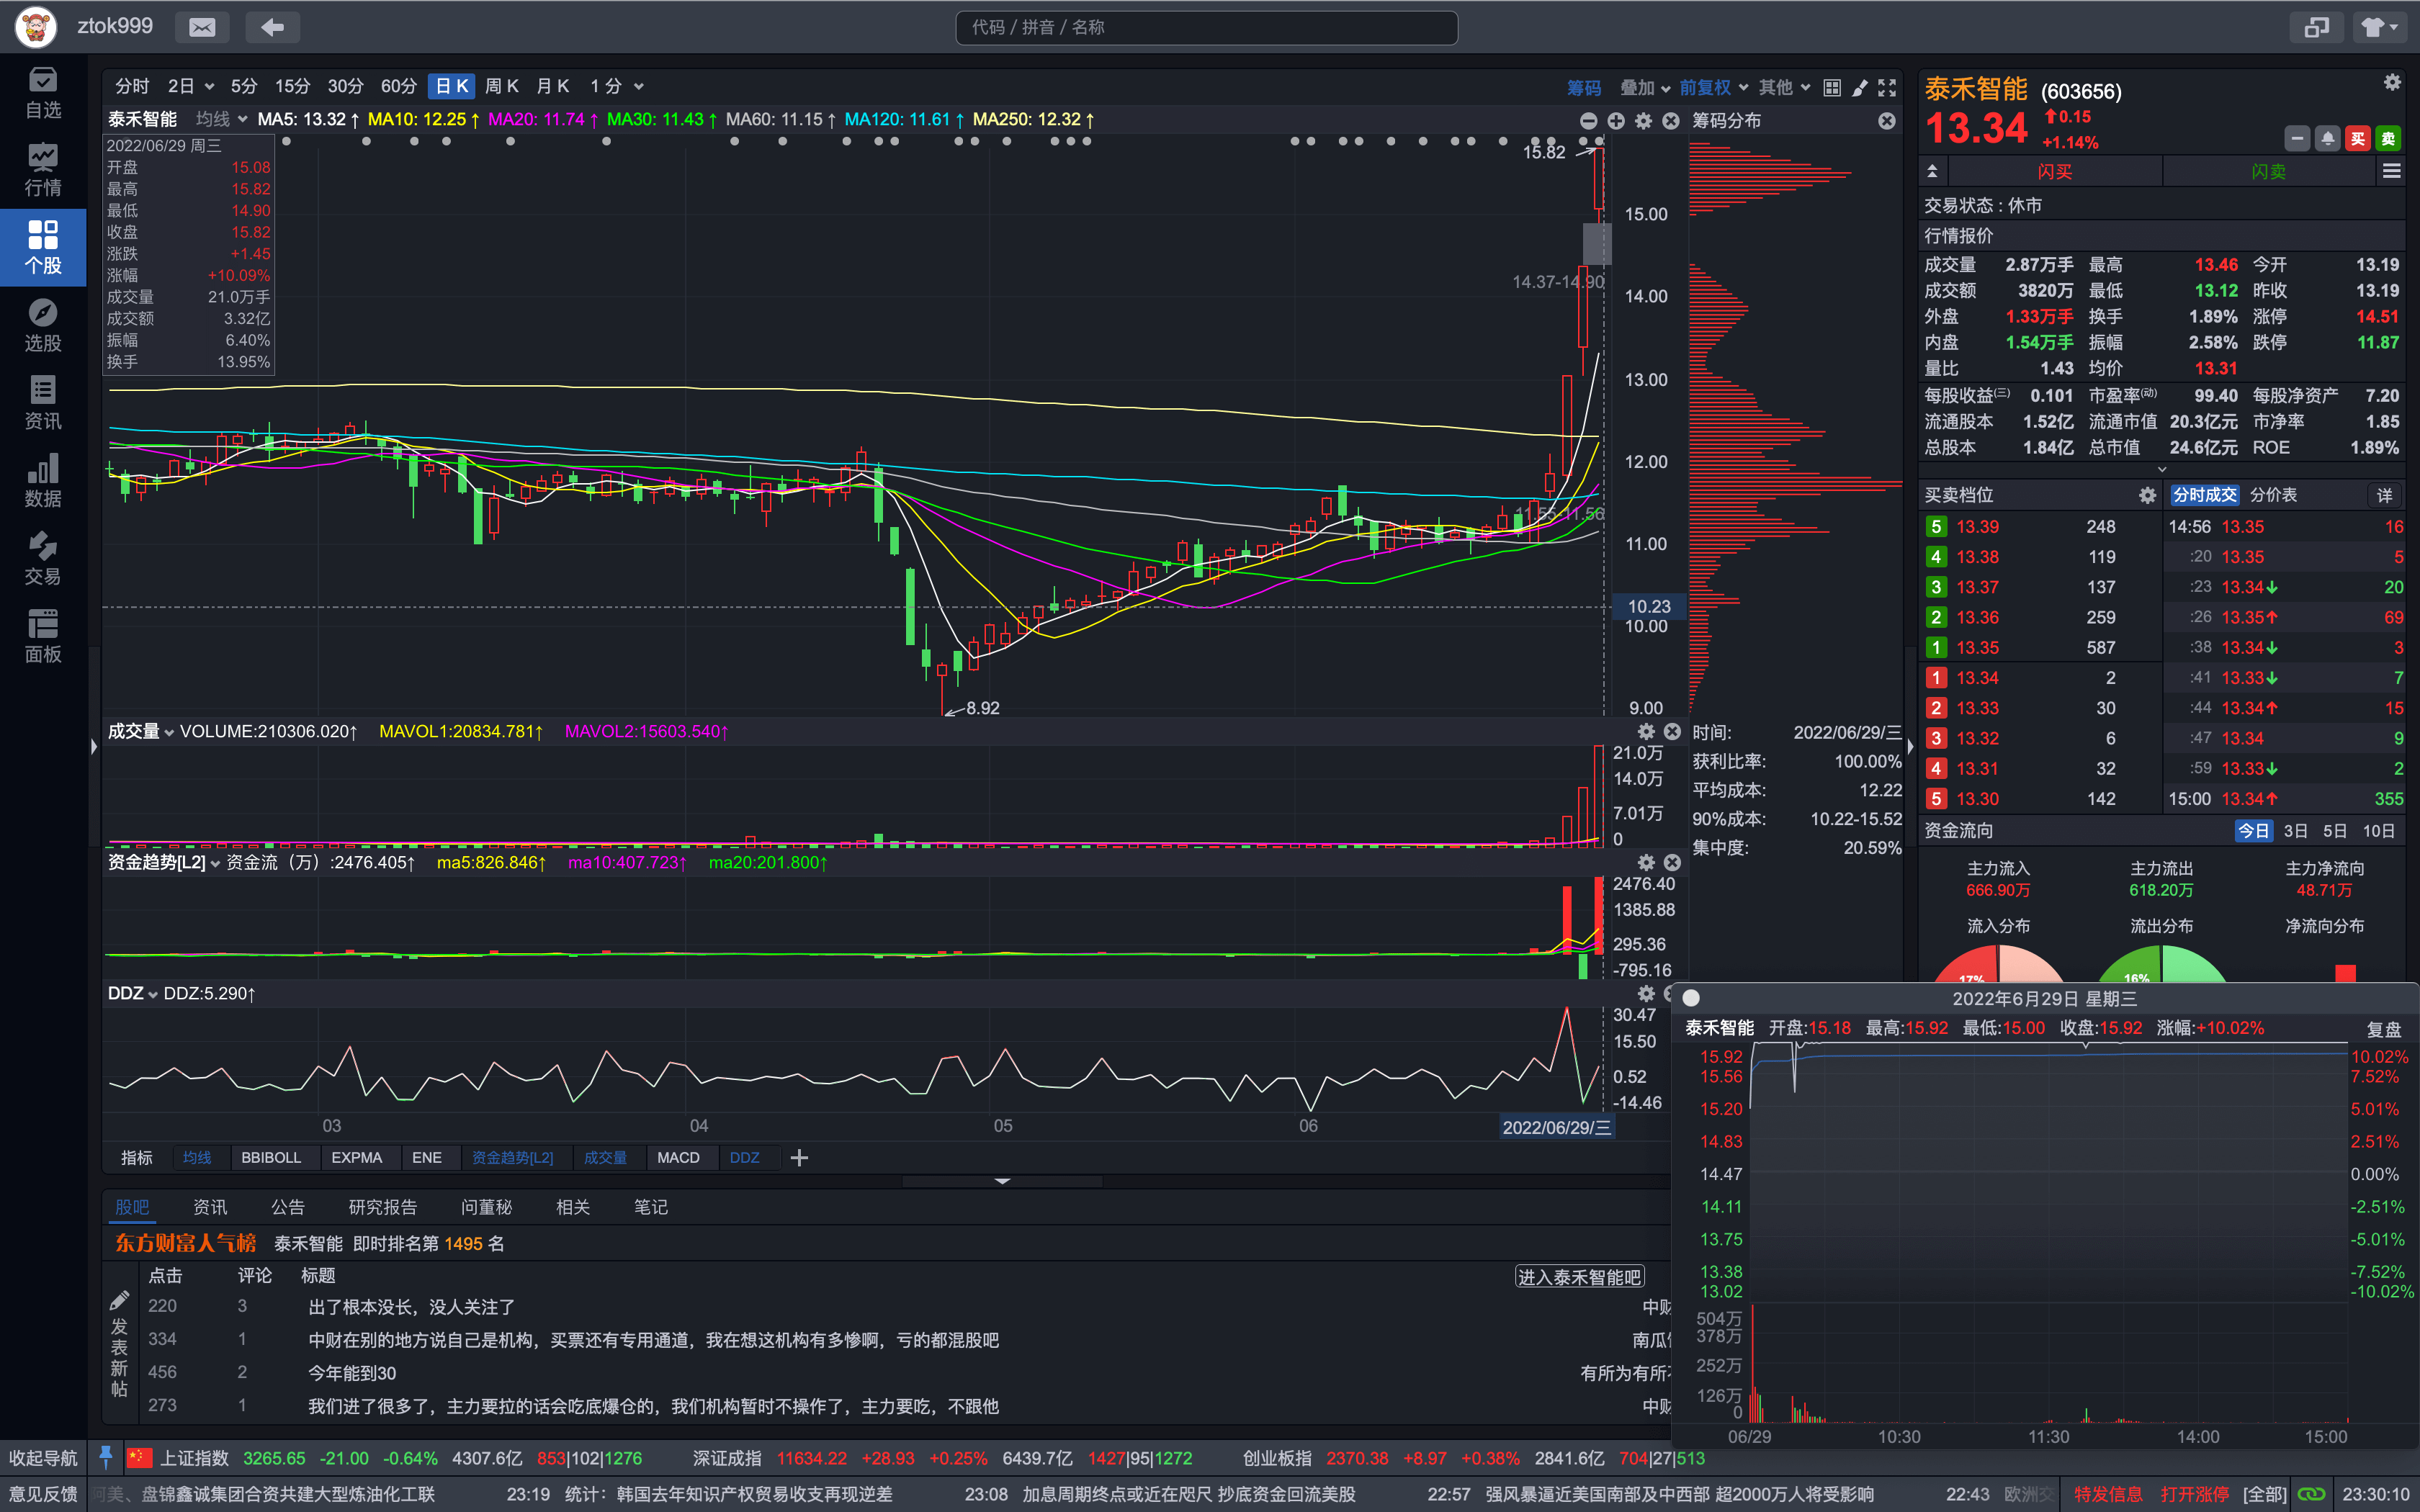 ztok999
代码 / 拼音 / 名称
自选
行情
个股
选股
资讯
数据
交易
面板
分时 2日 5分 15分 30分 60分 日K 周K 月K 1分
筹码 叠加 前复权 其他
泰禾智能 均线 MA5: 13.32↑ MA10: 12.25↑ MA20: 11.74↑ MA30: 11.43↑ MA60: 11.15↑ MA120: 11.61↑ MA250: 12.32↑
筹码分布
2022/06/29 周三
开盘 15.08
最高 15.82
最低 14.90
收盘 15.82
涨跌 +1.45
涨幅 +10.09%
成交量 21.0万手
成交额 3.32亿
振幅 6.40%
换手 13.95%
15.82
14.37-14.90
11.55-11.56
8.92
15.00
14.00
13.00
12.00
11.00
10.23
10.00
9.00
成交量 VOLUME:210306.020↑ MAVOL1:20834.781↑ MAVOL2:15603.540↑
21.0万
14.0万
7.01万
0
资金趋势[L2] 资金流（万）:2476.405↑ ma5:826.846↑ ma10:407.723↑ ma20:201.800↑
2476.40
1385.88
295.36
-795.16
DDZ DDZ:5.290↑
30.47
15.50
0.52
-14.46
03 04 05 06 2022/06/29/三
时间: 2022/06/29/三
获利比率: 100.00%
平均成本: 12.22
90%成本: 10.22-15.52
集中度: 20.59%
指标 均线 BBIBOLL EXPMA ENE 资金趋势[L2] 成交量 MACD DDZ
股吧 资讯 公告 研究报告 问董秘 相关 笔记
东方财富人气榜 泰禾智能 即时排名第 1495 名
点击 评论 标题 进入泰禾智能吧
220 3 出了根本没长，没人关注了 中财
334 1 中财在别的地方说自己是机构，买票还有专用通道，我在想这机构有多惨啊，亏的都混股吧 南瓜
456 2 今年能到30 有所为有所
273 1 我们进了很多了，主力要拉的话会吃底爆仓的，我们机构暂时不操作了，主力要吃，不跟他 中财
发表新帖
泰禾智能 (603656)
13.34 ↑0.15
+1.14%
买 卖
闪买 闪卖
交易状态 : 休市
行情报价
成交量 2.87万手 最高 13.46 今开 13.19
成交额 3820万 最低 13.12 昨收 13.19
外盘 1.33万手 换手 1.89% 涨停 14.51
内盘 1.54万手 振幅 2.58% 跌停 11.87
量比 1.43 均价 13.31
每股收益(三) 0.101 市盈率(动) 99.40 每股净资产 7.20
流通股本 1.52亿 流通市值 20.3亿元 市净率 1.85
总股本 1.84亿 总市值 24.6亿元 ROE 1.89%
买卖档位 分时成交 分价表 详
5 13.39 248 14:56 13.35 16
4 13.38 119 :20 13.35 5
3 13.37 137 :23 13.34↓ 20
2 13.36 259 :26 13.35↑ 69
1 13.35 587 :38 13.34↓ 3
1 13.34 2 :41 13.33↓ 7
2 13.33 30 :44 13.34↑ 15
3 13.32 6 :47 13.34 9
4 13.31 32 :59 13.33↓ 2
5 13.30 142 15:00 13.34↑ 355
资金流向 今日 3日 5日 10日
主力流入 主力流出 主力净流向
666.90万 618.20万 48.71万
流入分布 流出分布 净流向分布
17% 16%
2022年6月29日 星期三
泰禾智能 开盘:15.18 最高:15.92 最低:15.00 收盘:15.92 涨幅:+10.02% 复盘
15.92 10.02%
15.56 7.52%
15.20 5.01%
14.83 2.51%
14.47 0.00%
14.11 -2.51%
13.75 -5.01%
13.38 -7.52%
13.02 -10.02%
504万
378万
252万
126万
0
06/29 10:30 11:30 14:00 15:00
收起导航 上证指数 3265.65 -21.00 -0.64% 4307.6亿 853|102|1276 深证成指 11634.22 +28.93 +0.25% 6439.7亿 1427|95|1272 创业板指 2370.38 +8.97 +0.38% 2841.6亿 704|27|513
意见反馈 阿美、盘锦鑫诚集团合资共建大型炼油化工联 23:19 统计：韩国去年知识产权贸易收支再现逆差 23:08 加息周期终点或近在咫尺 抄底资金回流美股 22:57 强风暴逼近美国南部及中西部 超2000万人将受影响 22:43 欧洲交 特发信息 打开涨停 [全部] 23:30:10